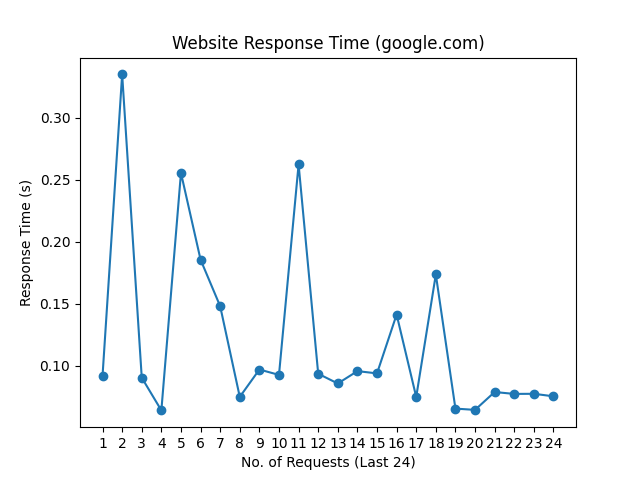 Website Response Time (google.com)
0.30
0.25
0.20
0.15
0.10
Response Time (s)
1 2 3 4 5 6 7 8 9 10 11 12 13 14 15 16 17 18 19 20 21 22 23 24
No. of Requests (Last 24)